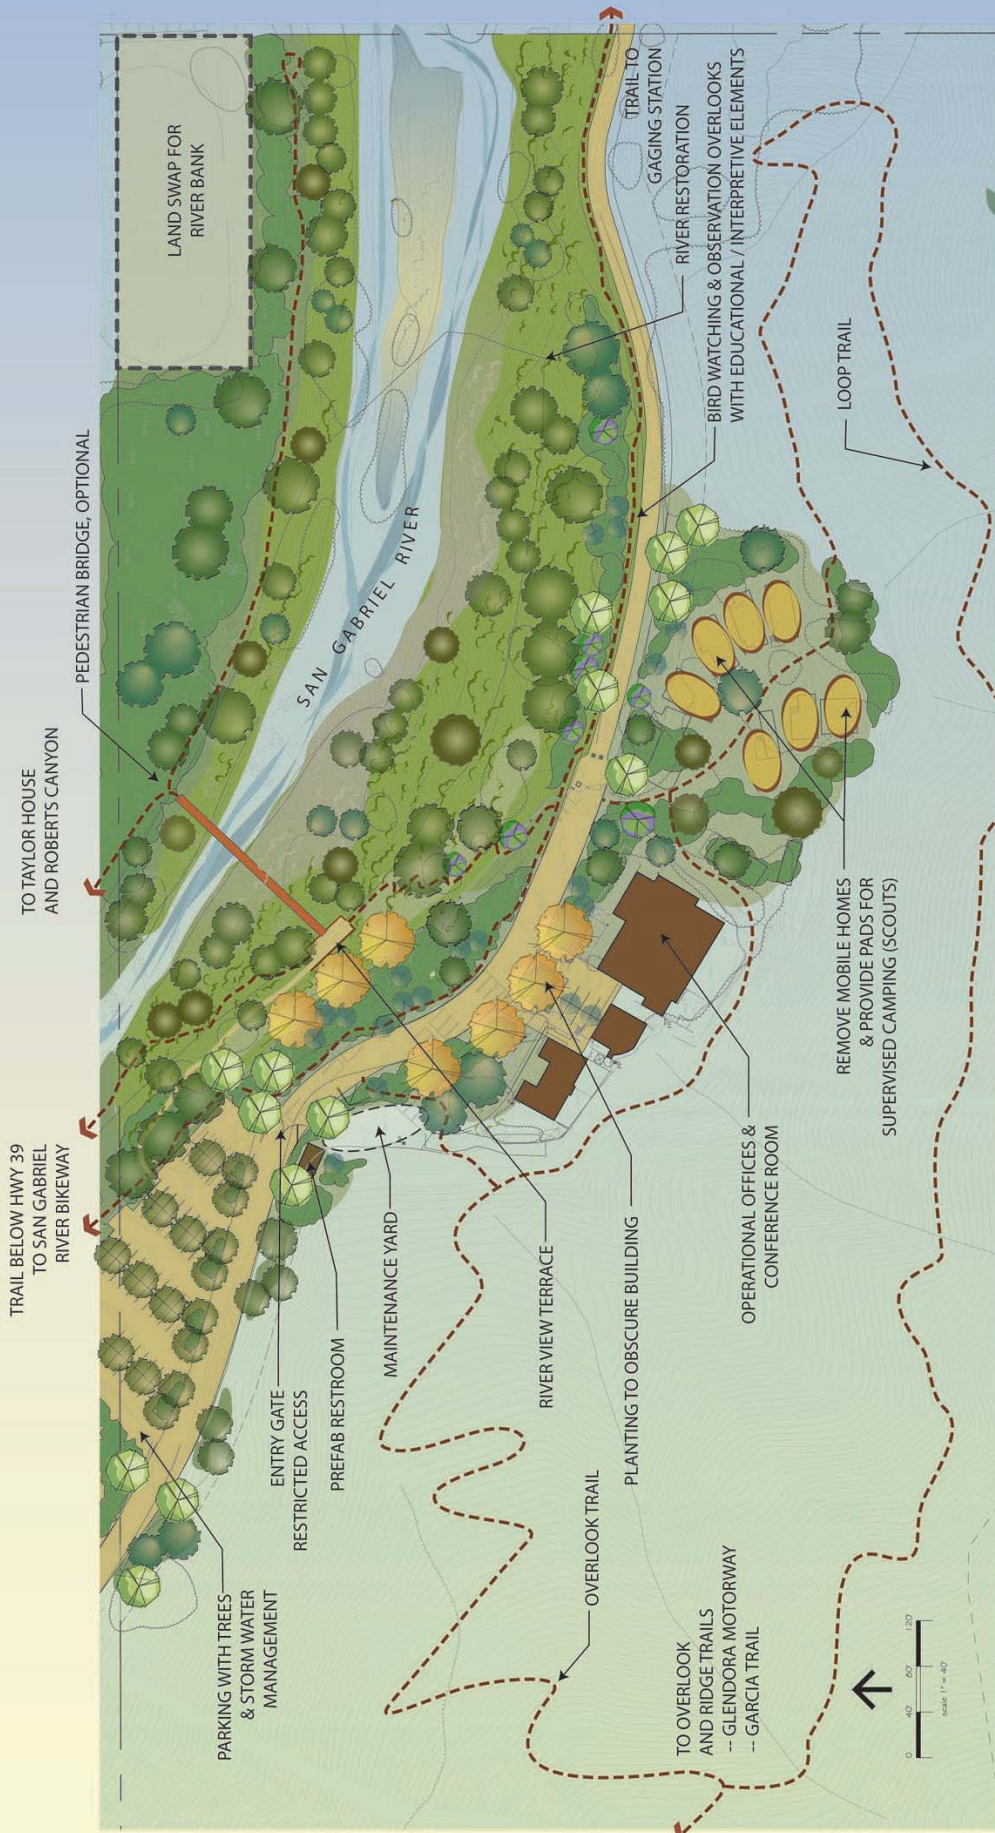 TRAIL BELOW HWY 39
TO SAN GABRIEL
RIVER BIKEWAY
TO TAYLOR HOUSE
AND ROBERTS CANYON
PEDESTRIAN BRIDGE, OPTIONAL
LAND SWAP FOR
RIVER BANK
SAN GABRIEL RIVER
TRAIL TO
GAGING STATION
RIVER RESTORATION
BIRD WATCHING & OBSERVATION OVERLOOKS
WITH EDUCATIONAL / INTERPRETIVE ELEMENTS
LOOP TRAIL
PARKING WITH TREES
& STORM WATER
MANAGEMENT
ENTRY GATE
RESTRICTED ACCESS
PREFAB RESTROOM
MAINTENANCE YARD
RIVER VIEW TERRACE
OVERLOOK TRAIL
PLANTING TO OBSCURE BUILDING
OPERATIONAL OFFICES &
CONFERENCE ROOM
REMOVE MOBILE HOMES
& PROVIDE PADS FOR
SUPERVISED CAMPING (SCOUTS)
TO OVERLOOK
AND RIDGE TRAILS
-- GLENDORA MOTORWAY
-- GARCIA TRAIL
0 40' 80' 120'
scale 1" = 40'